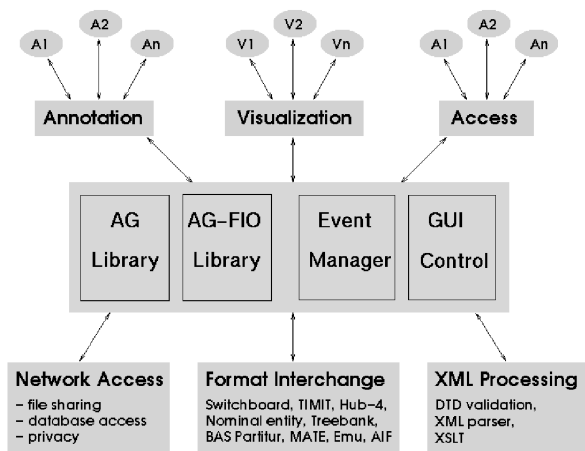 A1 A2 An V1 V2 Vn A1 A2 An
Annotation Visualization Access
AG Library
AG-FIO Library
Event Manager
GUI Control
Network Access
– file sharing
– database access
– privacy
Format Interchange
Switchboard, TIMIT, Hub-4,
Nominal entity, Treebank,
BAS Partitur, MATE, Emu, AIF
XML Processing
DTD validation,
XML parser,
XSLT